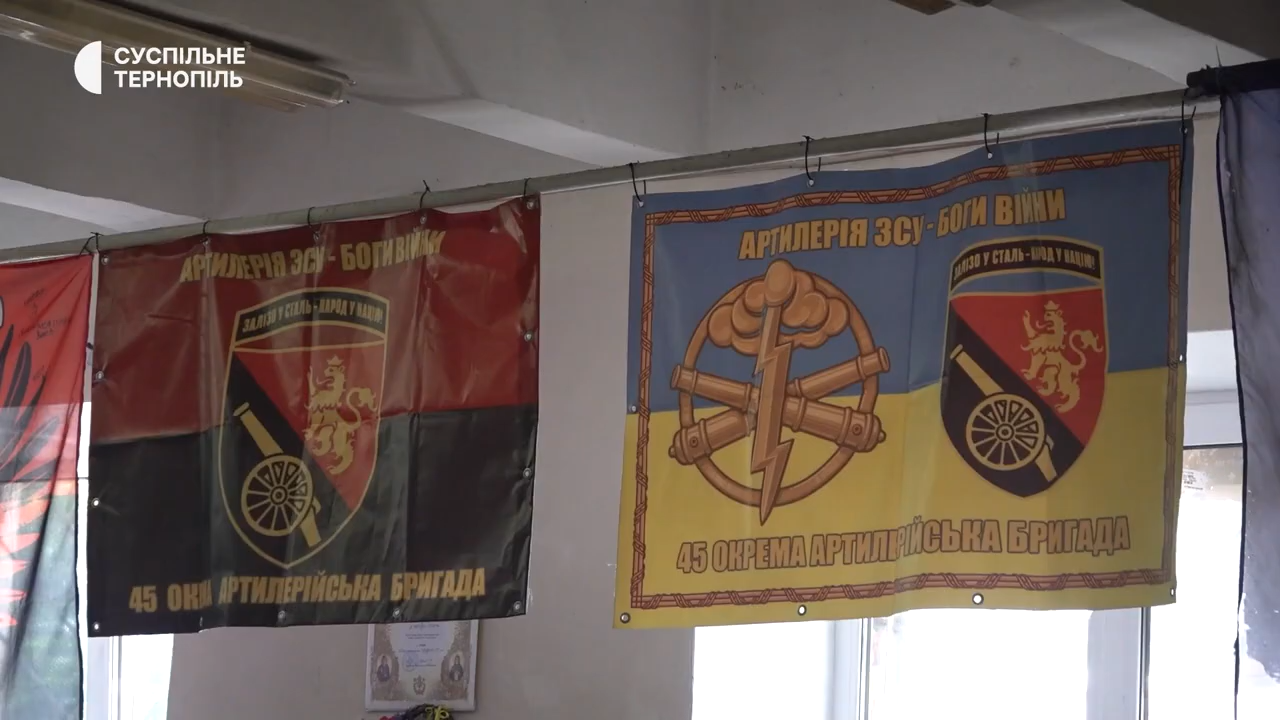 СУСПІЛЬНЕ
ТЕРНОПІЛЬ
АРТИЛЕРІЯ ЗСУ - БОГИ ВІЙНИ
ЗАЛІЗО У СТАЛЬ - НАРОД У НАЦІЮ!
45 АРТИЛЕРІЙСЬКА БРИГАДА
АРТИЛЕРІЯ ЗСУ - БОГИ ВІЙНИ
ЗАЛІЗО У СТАЛЬ - НАРОД У НАЦІЮ!
45 ОКРЕМА АРТИЛЕРІЙСЬКА БРИГАДА